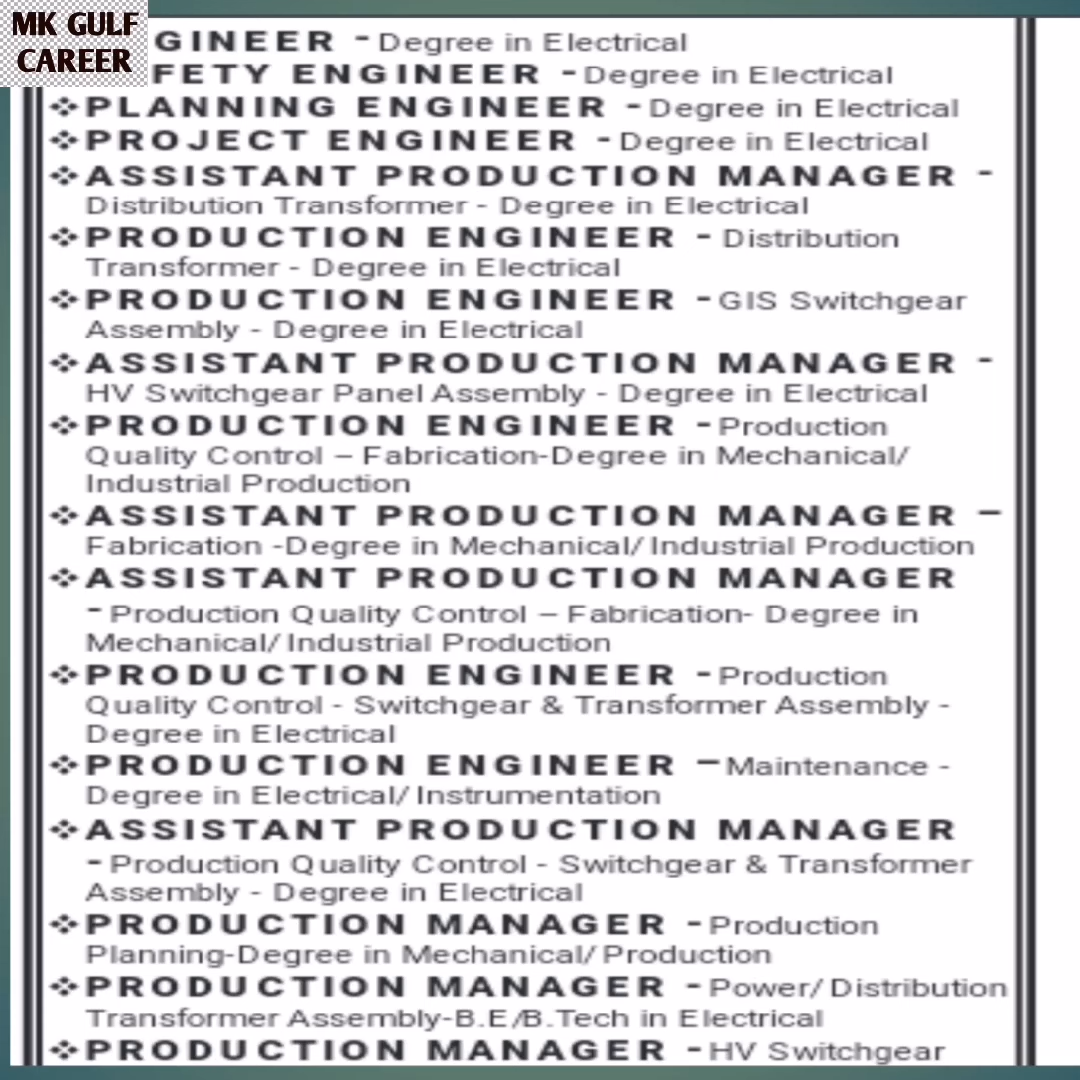 MK GULF
CAREER
GINEER - Degree in Electrical
FETY ENGINEER - Degree in Electrical
❖PLANNING ENGINEER - Degree in Electrical
❖PROJECT ENGINEER - Degree in Electrical
❖ASSISTANT PRODUCTION MANAGER -
Distribution Transformer - Degree in Electrical
❖PRODUCTION ENGINEER - Distribution
Transformer - Degree in Electrical
❖PRODUCTION ENGINEER - GIS Switchgear
Assembly - Degree in Electrical
❖ASSISTANT PRODUCTION MANAGER -
HV Switchgear Panel Assembly - Degree in Electrical
❖PRODUCTION ENGINEER - Production
Quality Control – Fabrication-Degree in Mechanical/
Industrial Production
❖ASSISTANT PRODUCTION MANAGER –
Fabrication -Degree in Mechanical/ Industrial Production
❖ASSISTANT PRODUCTION MANAGER
- Production Quality Control – Fabrication- Degree in
Mechanical/ Industrial Production
❖PRODUCTION ENGINEER - Production
Quality Control - Switchgear & Transformer Assembly -
Degree in Electrical
❖PRODUCTION ENGINEER – Maintenance -
Degree in Electrical/ Instrumentation
❖ASSISTANT PRODUCTION MANAGER
- Production Quality Control - Switchgear & Transformer
Assembly - Degree in Electrical
❖PRODUCTION MANAGER - Production
Planning-Degree in Mechanical/ Production
❖PRODUCTION MANAGER - Power/ Distribution
Transformer Assembly-B.E/B.Tech in Electrical
❖PRODUCTION MANAGER - HV Switchgear